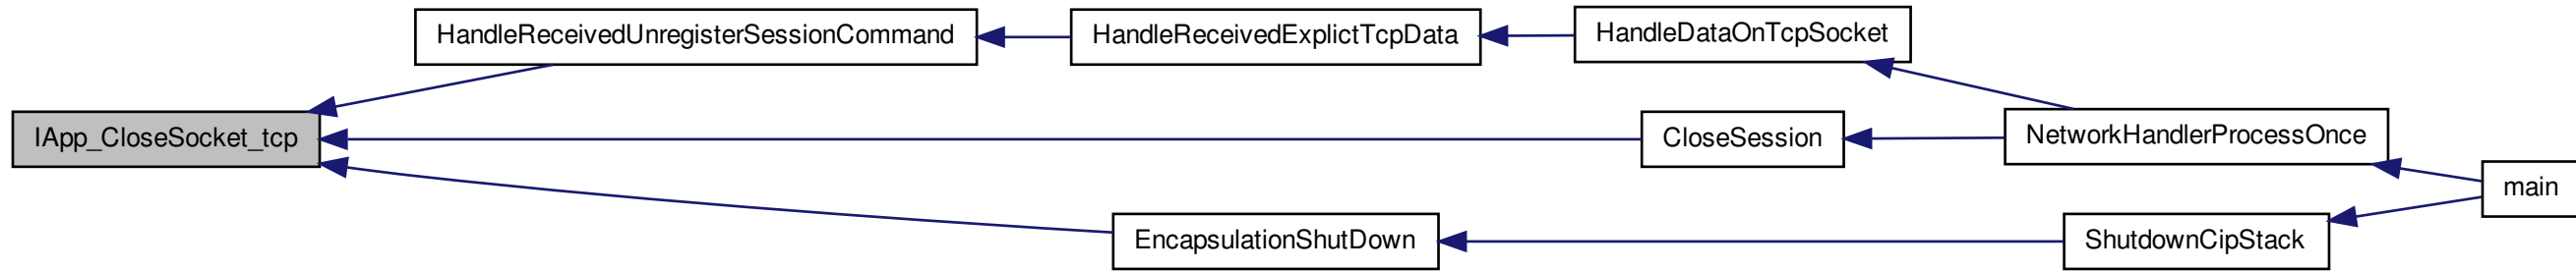 HandleReceivedUnregisterSessionCommand
HandleReceivedExplictTcpData
HandleDataOnTcpSocket
IApp_CloseSocket_tcp
CloseSession
NetworkHandlerProcessOnce
main
EncapsulationShutDown
ShutdownCipStack